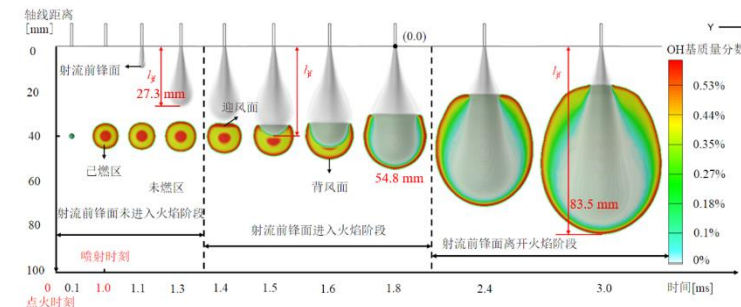 轴线距离
[mm]
(0.0)
Y
0
20
40
60
80
100
射流前锋面
l射
27.3 mm
l射
l射
迎风面
已燃区
未燃区
背风面
54.8 mm
83.5 mm
射流前锋面未进入火焰阶段
射流前锋面进入火焰阶段
射流前锋面离开火焰阶段
OH基质量分数
0.53%
0.44%
0.35%
0.27%
0.18%
0.1%
0%
喷射时刻
0 0.1 1.0 1.1 1.3 1.4 1.5 1.6 1.8 2.4 3.0 时间[ms]
点火时刻